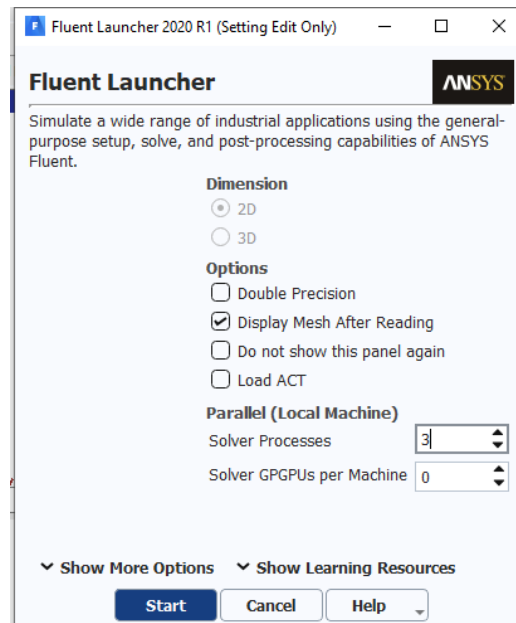 Fluent Launcher 2020 R1 (Setting Edit Only)
Fluent Launcher
ANSYS
Simulate a wide range of industrial applications using the general-
purpose setup, solve, and post-processing capabilities of ANSYS
Fluent.
Dimension
2D
3D
Options
Double Precision
Display Mesh After Reading
Do not show this panel again
Load ACT
Parallel (Local Machine)
Solver Processes 3
Solver GPGPUs per Machine 0
Show More Options Show Learning Resources
Start Cancel Help